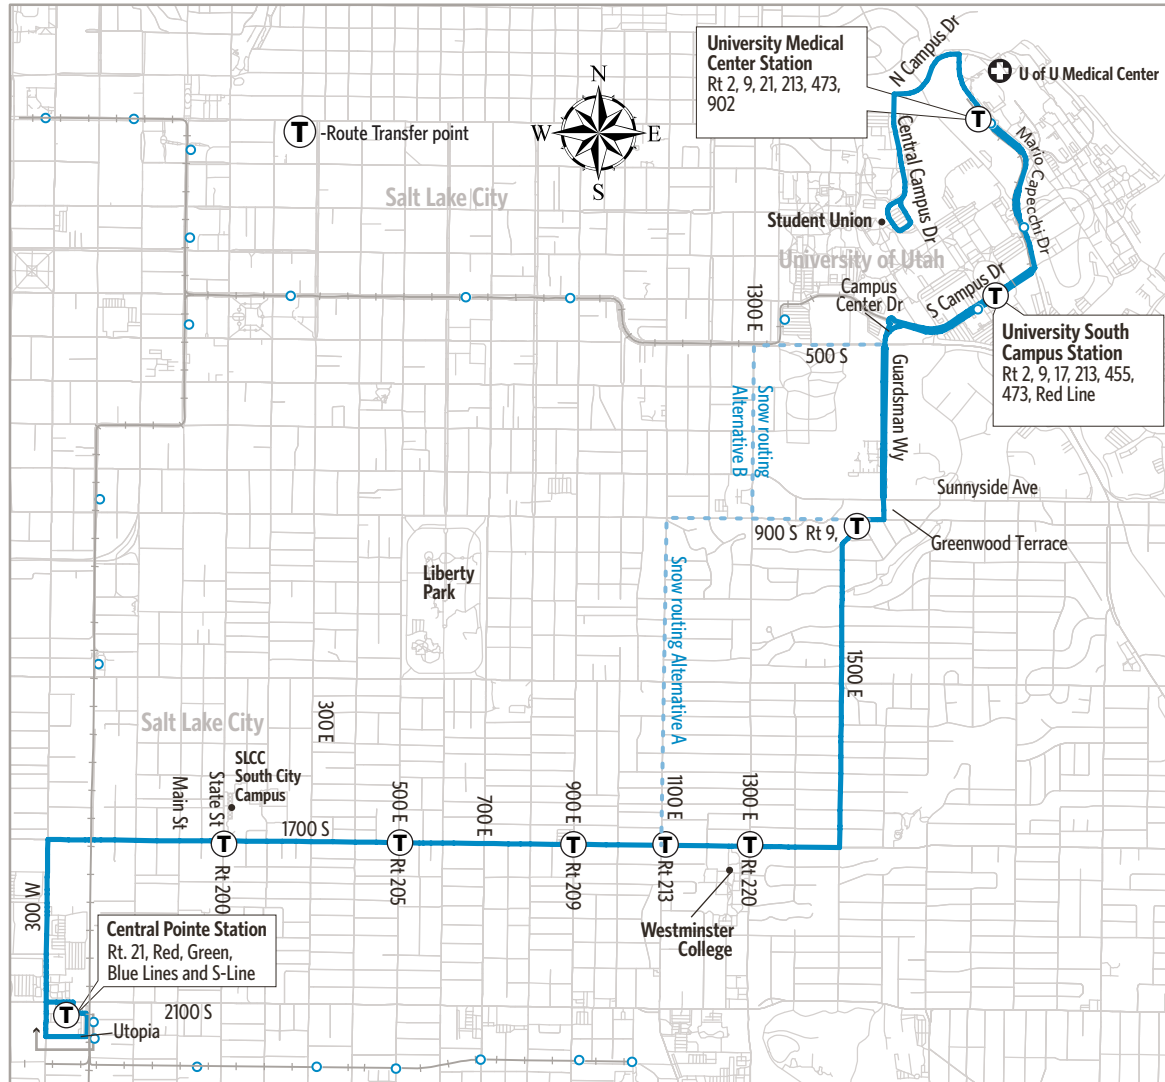 University Medical
Center Station
Rt 2, 9, 21, 213, 473,
902
N Campus Dr
U of U Medical Center
T
-Route Transfer point
N
W
E
S
T
Central Campus Dr
Mario Capecchi Dr
Salt Lake City
Student Union
University of Utah
Campus
Center Dr
S Campus Dr
T
1300 E
University South
Campus Station
Rt 2, 9, 17, 213, 455,
473, Red Line
500 S
Guardsman Wy
Snow routing
Alternative B
Sunnyside Ave
900 S Rt 9,
T
Greenwood Terrace
Liberty
Park
Snow routing Alternative A
1500 E
Salt Lake City
300 E
SLCC
South City
Campus
Main St
State St
500 E
700 E
900 E
1100 E
1300 E
1700 S
T
T
T
T
T
Rt 200
Rt 205
Rt 209
Rt 213
Rt 220
300 W
Westminster
College
Central Pointe Station
Rt. 21, Red, Green,
Blue Lines and S-Line
T
2100 S
Utopia